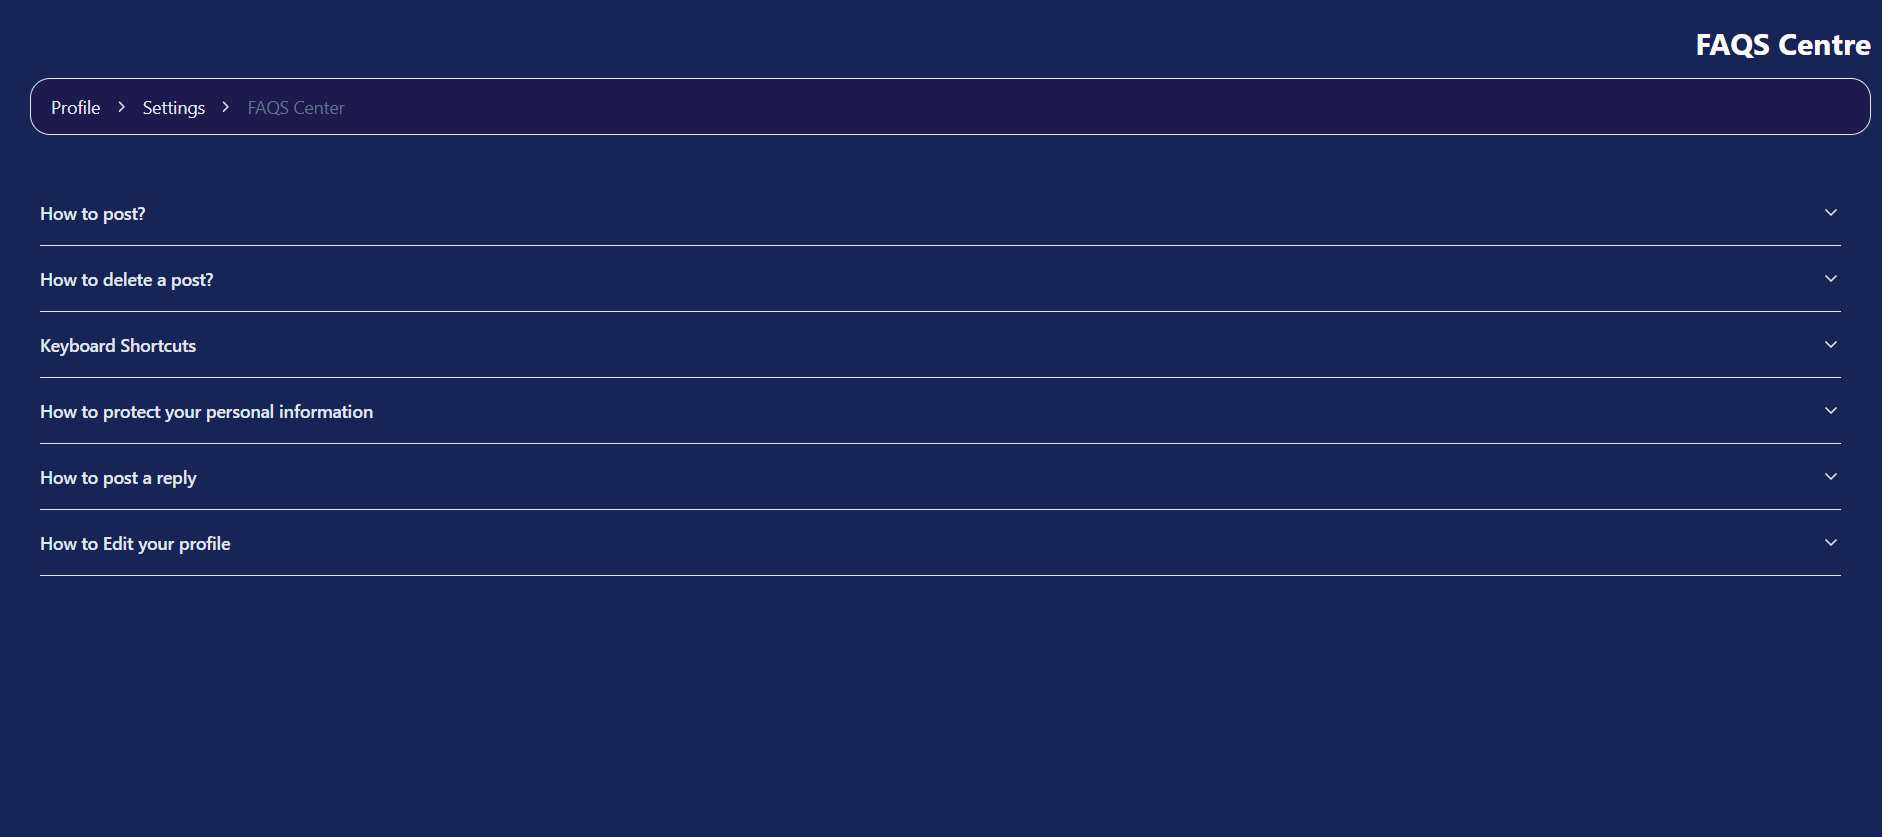 FAQS Centre
Profile > Settings > FAQS Center
How to post?
How to delete a post?
Keyboard Shortcuts
How to protect your personal information
How to post a reply
How to Edit your profile